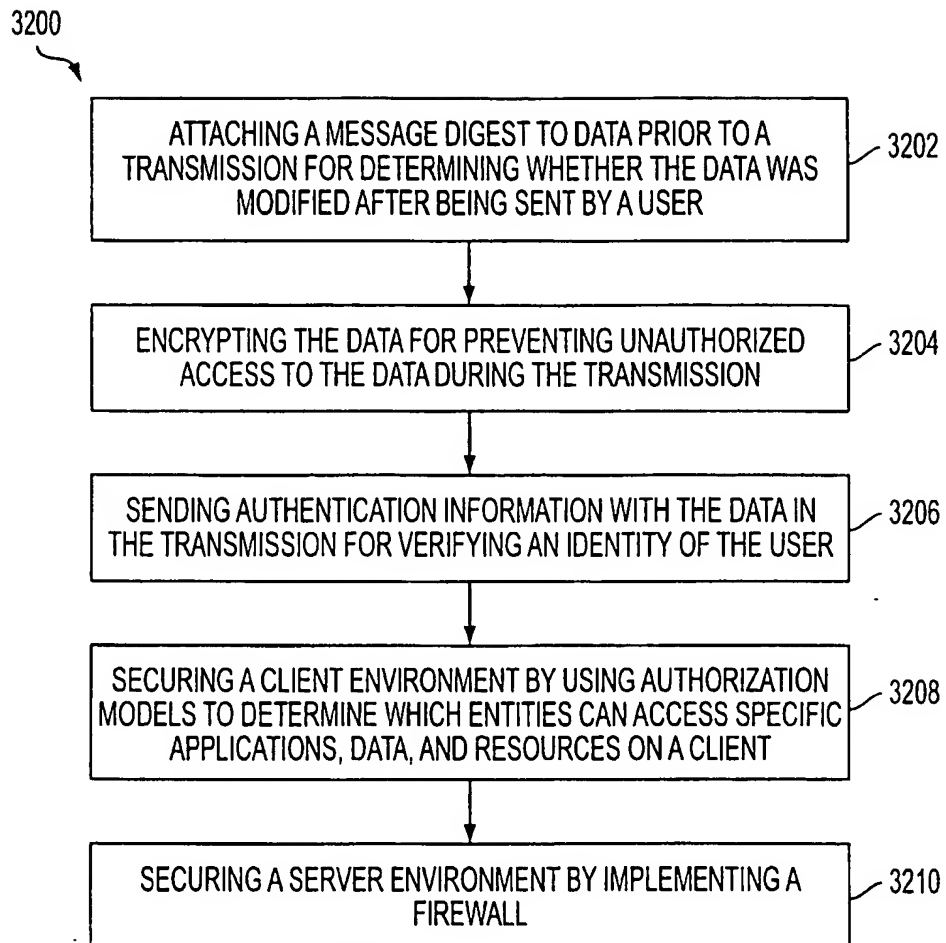 3200
ATTACHING A MESSAGE DIGEST TO DATA PRIOR TO A
TRANSMISSION FOR DETERMINING WHETHER THE DATA WAS
MODIFIED AFTER BEING SENT BY A USER
3202
ENCRYPTING THE DATA FOR PREVENTING UNAUTHORIZED
ACCESS TO THE DATA DURING THE TRANSMISSION
3204
SENDING AUTHENTICATION INFORMATION WITH THE DATA IN
THE TRANSMISSION FOR VERIFYING AN IDENTITY OF THE USER
3206
SECURING A CLIENT ENVIRONMENT BY USING AUTHORIZATION
MODELS TO DETERMINE WHICH ENTITIES CAN ACCESS SPECIFIC
APPLICATIONS, DATA, AND RESOURCES ON A CLIENT
3208
SECURING A SERVER ENVIRONMENT BY IMPLEMENTING A
FIREWALL
3210